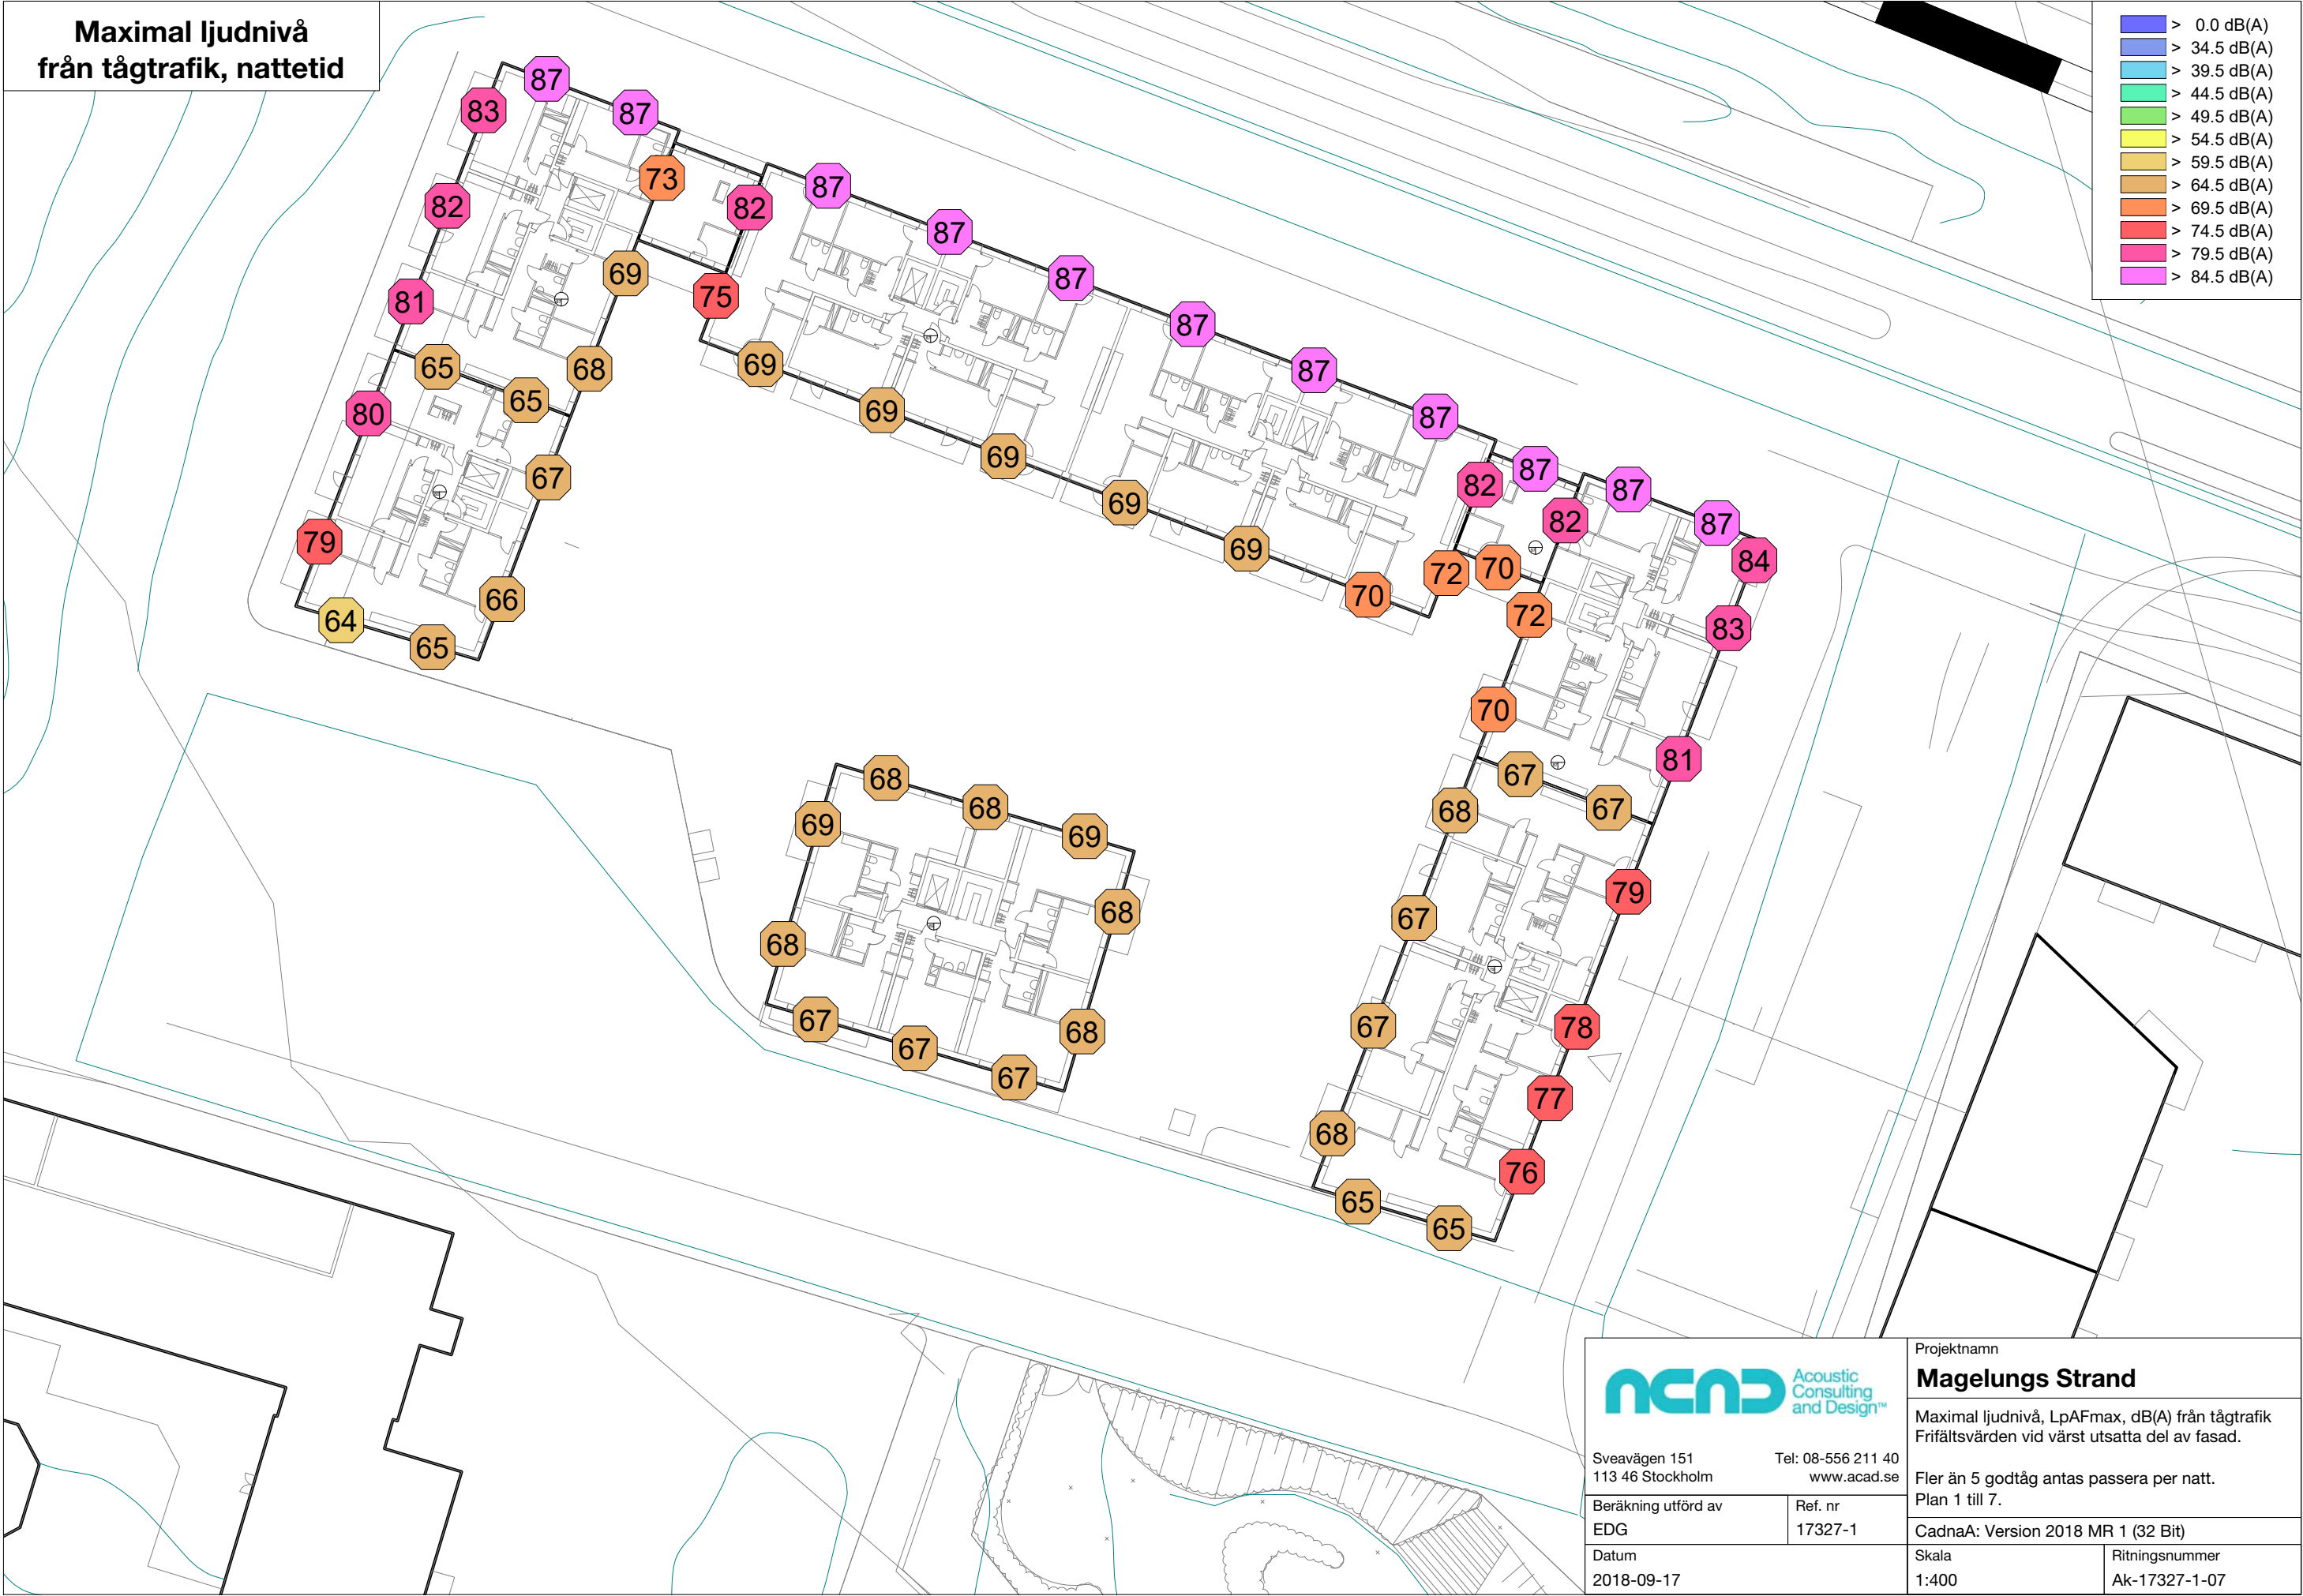 Maximal ljudnivå
från tågtrafik, nattetid
> 0.0 dB(A)
> 34.5 dB(A)
> 39.5 dB(A)
> 44.5 dB(A)
> 49.5 dB(A)
> 54.5 dB(A)
> 59.5 dB(A)
> 64.5 dB(A)
> 69.5 dB(A)
> 74.5 dB(A)
> 79.5 dB(A)
> 84.5 dB(A)
87
83
87
73
82
82
87
87
69
75
81
87
87
65
68
69
87
65
80
69
87
69
87
67
82
87
87
69
82
87
79
69
84
72
70
66
70
72
64
83
65
70
81
67
68
68
67
68
69
69
79
68
67
68
67
67
68
78
67
67
77
68
76
65
65
acad
Acoustic
Consulting
and Design™
Sveavägen 151
113 46 Stockholm
Tel: 08-556 211 40
www.acad.se
Beräkning utförd av
EDG
Ref. nr
17327-1
Datum
2018-09-17
Projektnamn
Magelungs Strand
Maximal ljudnivå, LpAFmax, dB(A) från tågtrafik
Frifältsvärden vid värst utsatta del av fasad.
Fler än 5 godtåg antas passera per natt.
Plan 1 till 7.
CadnaA: Version 2018 MR 1 (32 Bit)
Skala
1:400
Ritningsnummer
Ak-17327-1-07